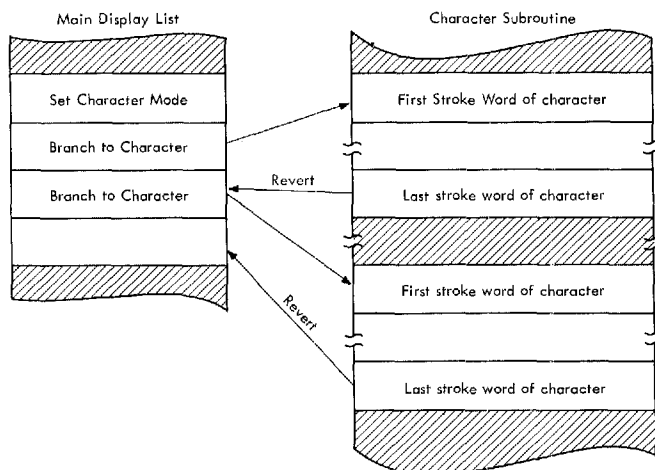 Main Display List
Character Subroutine
Set Character Mode
First Stroke Word of character
Branch to Character
Branch to Character
Revert
Last stroke word of character
First stroke word of character
Revert
Last stroke word of character